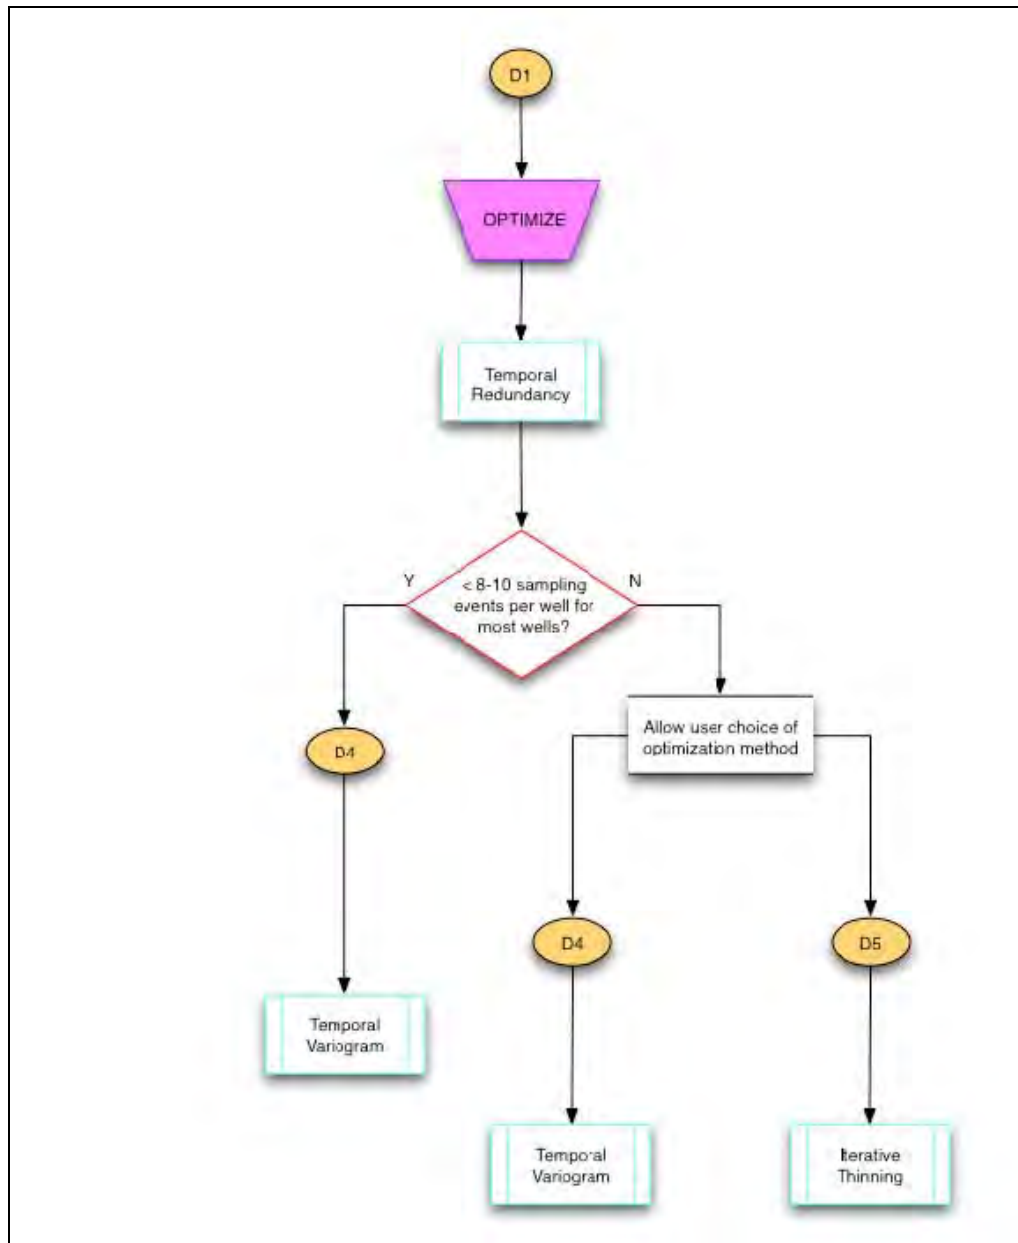 D1
OPTIMIZE
Temporal
Redundancy
Y
< 8-10 sampling
N
events per well for
most wells?
Allow user choice of
optimization method
D4
D4
D5
Temporal
Variogram
Temporal
Variogram
Iterative
Thinning